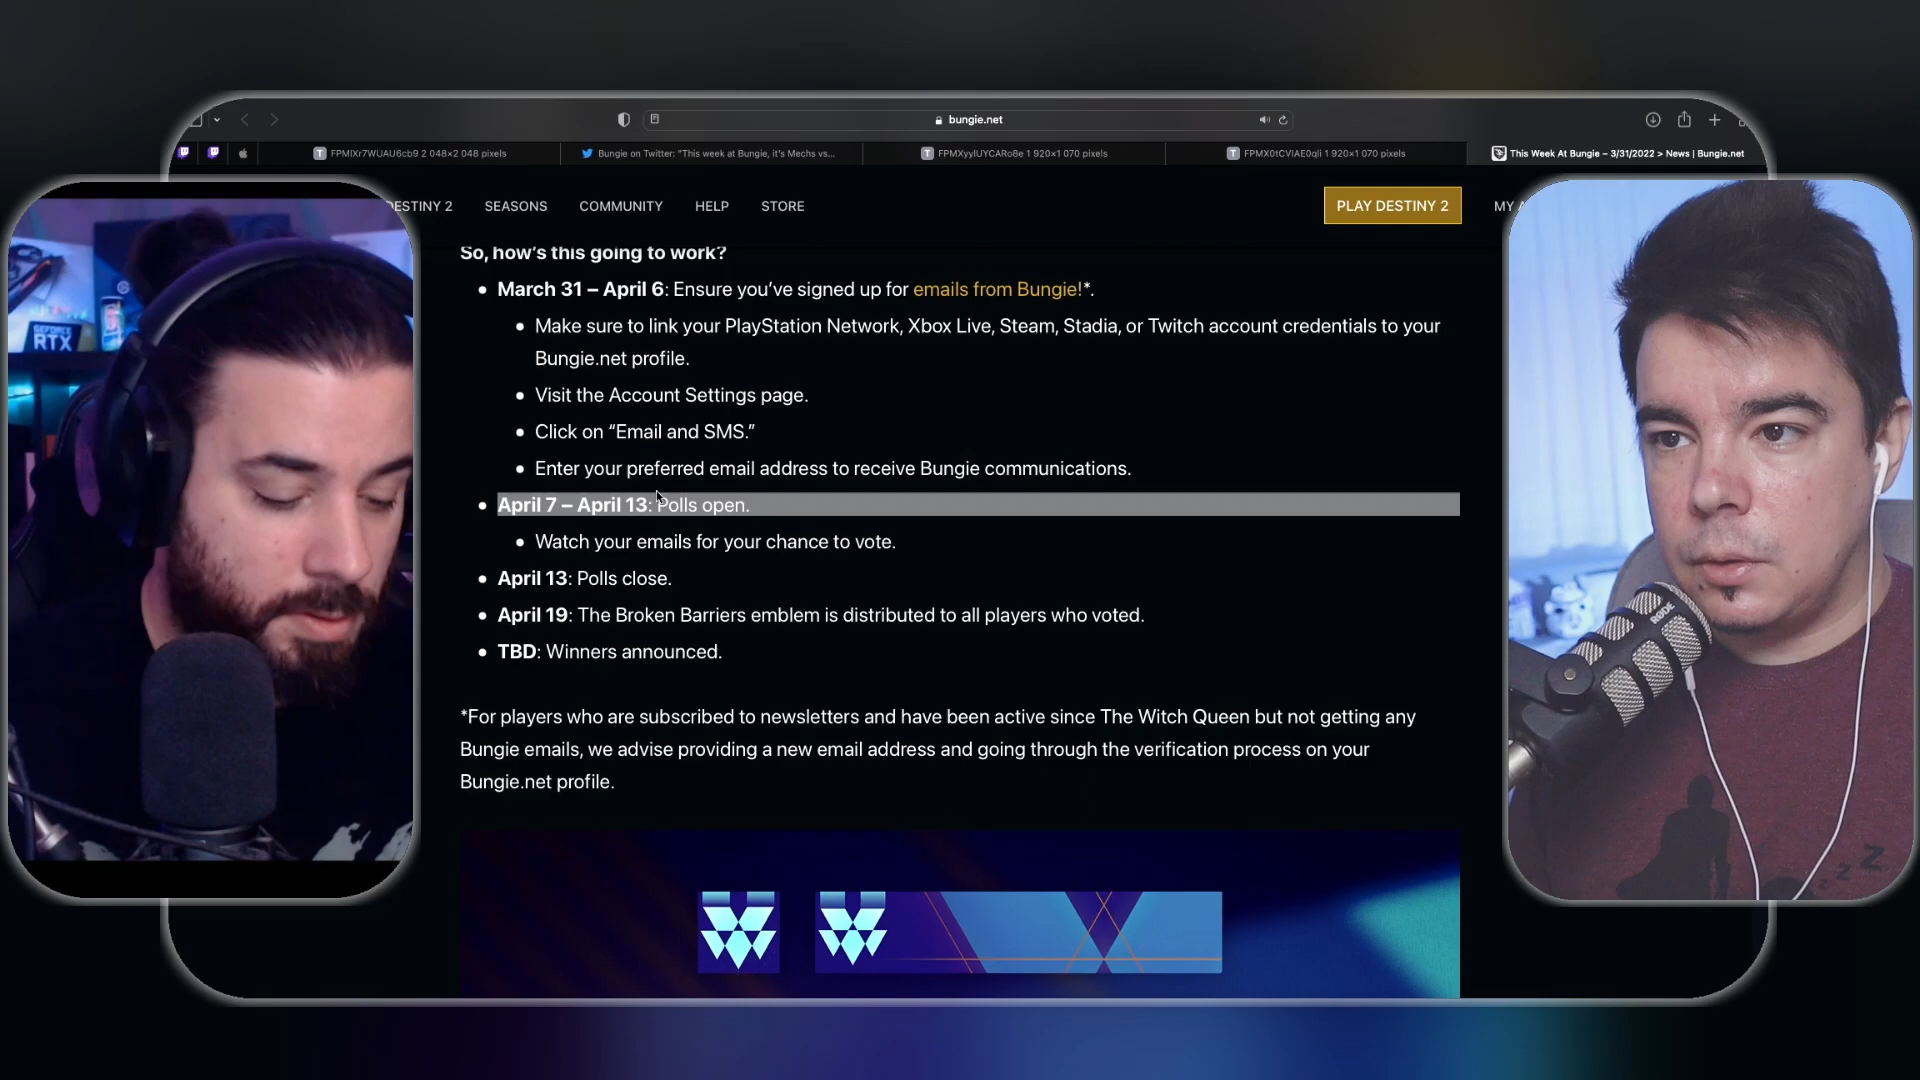 bungie.net
FPMIXr7WUAU6cb9 2 048×2 048 pixels
Bungie on Twitter: "This week at Bungie, it's Mechs vs...
FPMXyyIUYCARo8e 1 920×1 070 pixels
FPMX0tCVIAE0qli 1 920×1 070 pixels
This Week At Bungie – 3/31/2022 > News | Bungie.net
ESTINY 2
SEASONS
COMMUNITY
HELP
STORE
PLAY DESTINY 2
MY A
So, how's this going to work?
• March 31 – April 6: Ensure you've signed up for emails from Bungie!*.
• Make sure to link your PlayStation Network, Xbox Live, Steam, Stadia, or Twitch account credentials to your
Bungie.net profile.
• Visit the Account Settings page.
• Click on “Email and SMS.”
• Enter your preferred email address to receive Bungie communications.
• April 7 – April 13: Polls open.
• Watch your emails for your chance to vote.
• April 13: Polls close.
• April 19: The Broken Barriers emblem is distributed to all players who voted.
• TBD: Winners announced.
*For players who are subscribed to newsletters and have been active since The Witch Queen but not getting any
Bungie emails, we advise providing a new email address and going through the verification process on your
Bungie.net profile.
GEFORCE
RTX
RØDE
z z Z